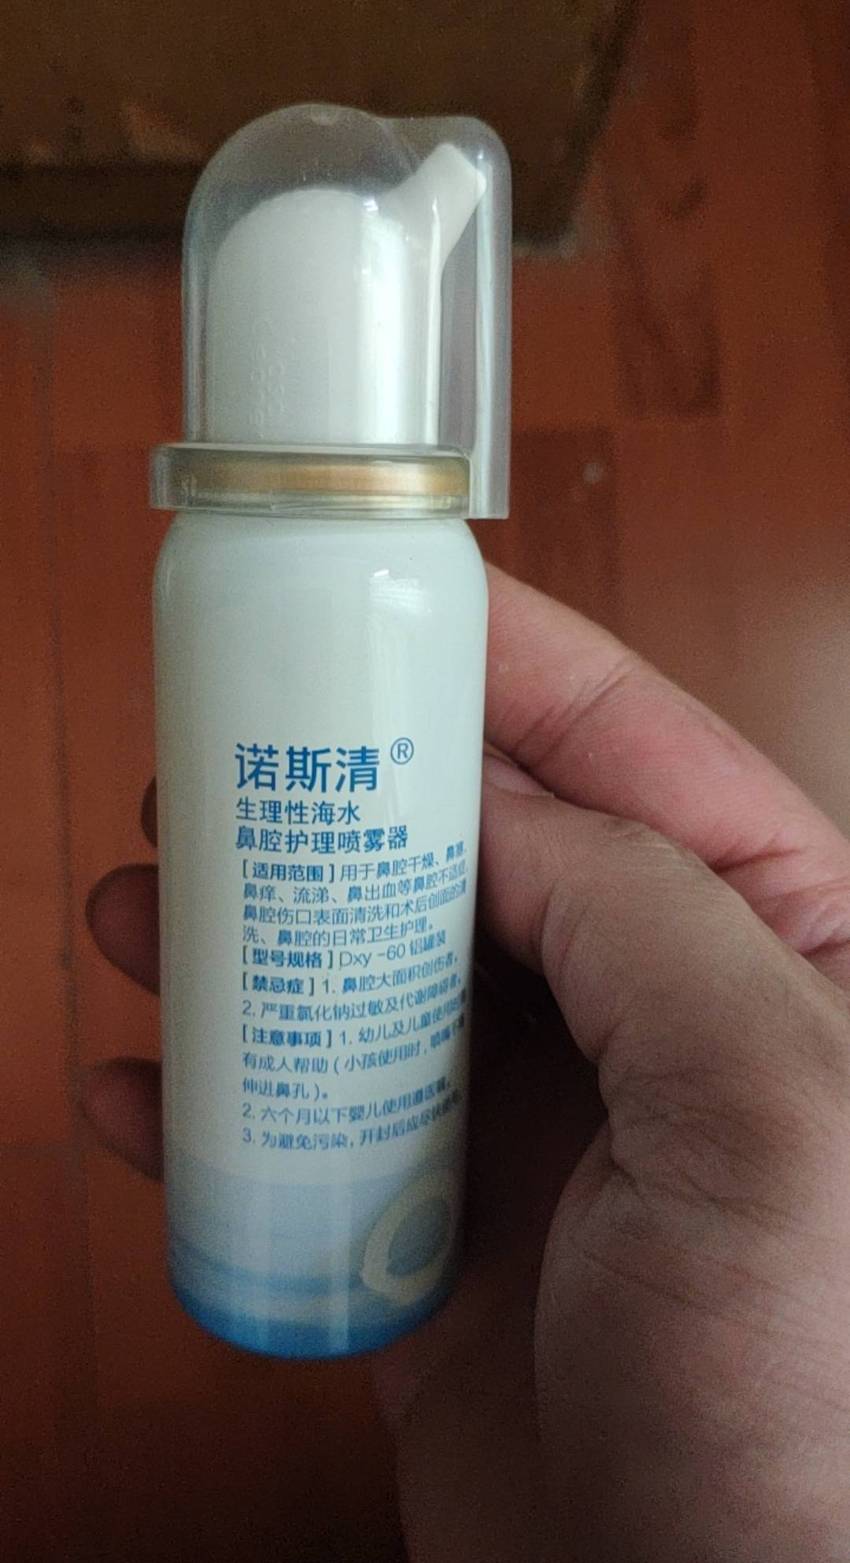 诺斯清®
生理性海水
鼻腔护理喷雾器
[适用范围]用于鼻腔干燥、鼻塞、
鼻痒、流涕、鼻出血等鼻腔不适症
鼻腔伤口表面清洗和术后创面的清
洗、鼻腔的日常卫生护理。
[型号规格]Dxy-60 铝罐装
[禁忌症]1. 鼻腔大面积创伤者。
2. 严重氯化钠过敏及代谢障碍者。
[注意事项]1. 幼儿及儿童使用
有成人帮助(小孩使用时,喷嘴
伸进鼻孔)。
2. 六个月以下婴儿使用遵医嘱。
3. 为避免污染,开封后应尽快使用